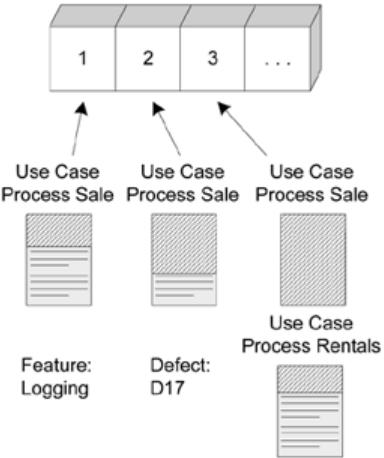 1 2 3 . . .
Use Case Use Case Use Case
Process Sale Process Sale Process Sale
Use Case
Process Rentals
Feature: Defect:
Logging D17